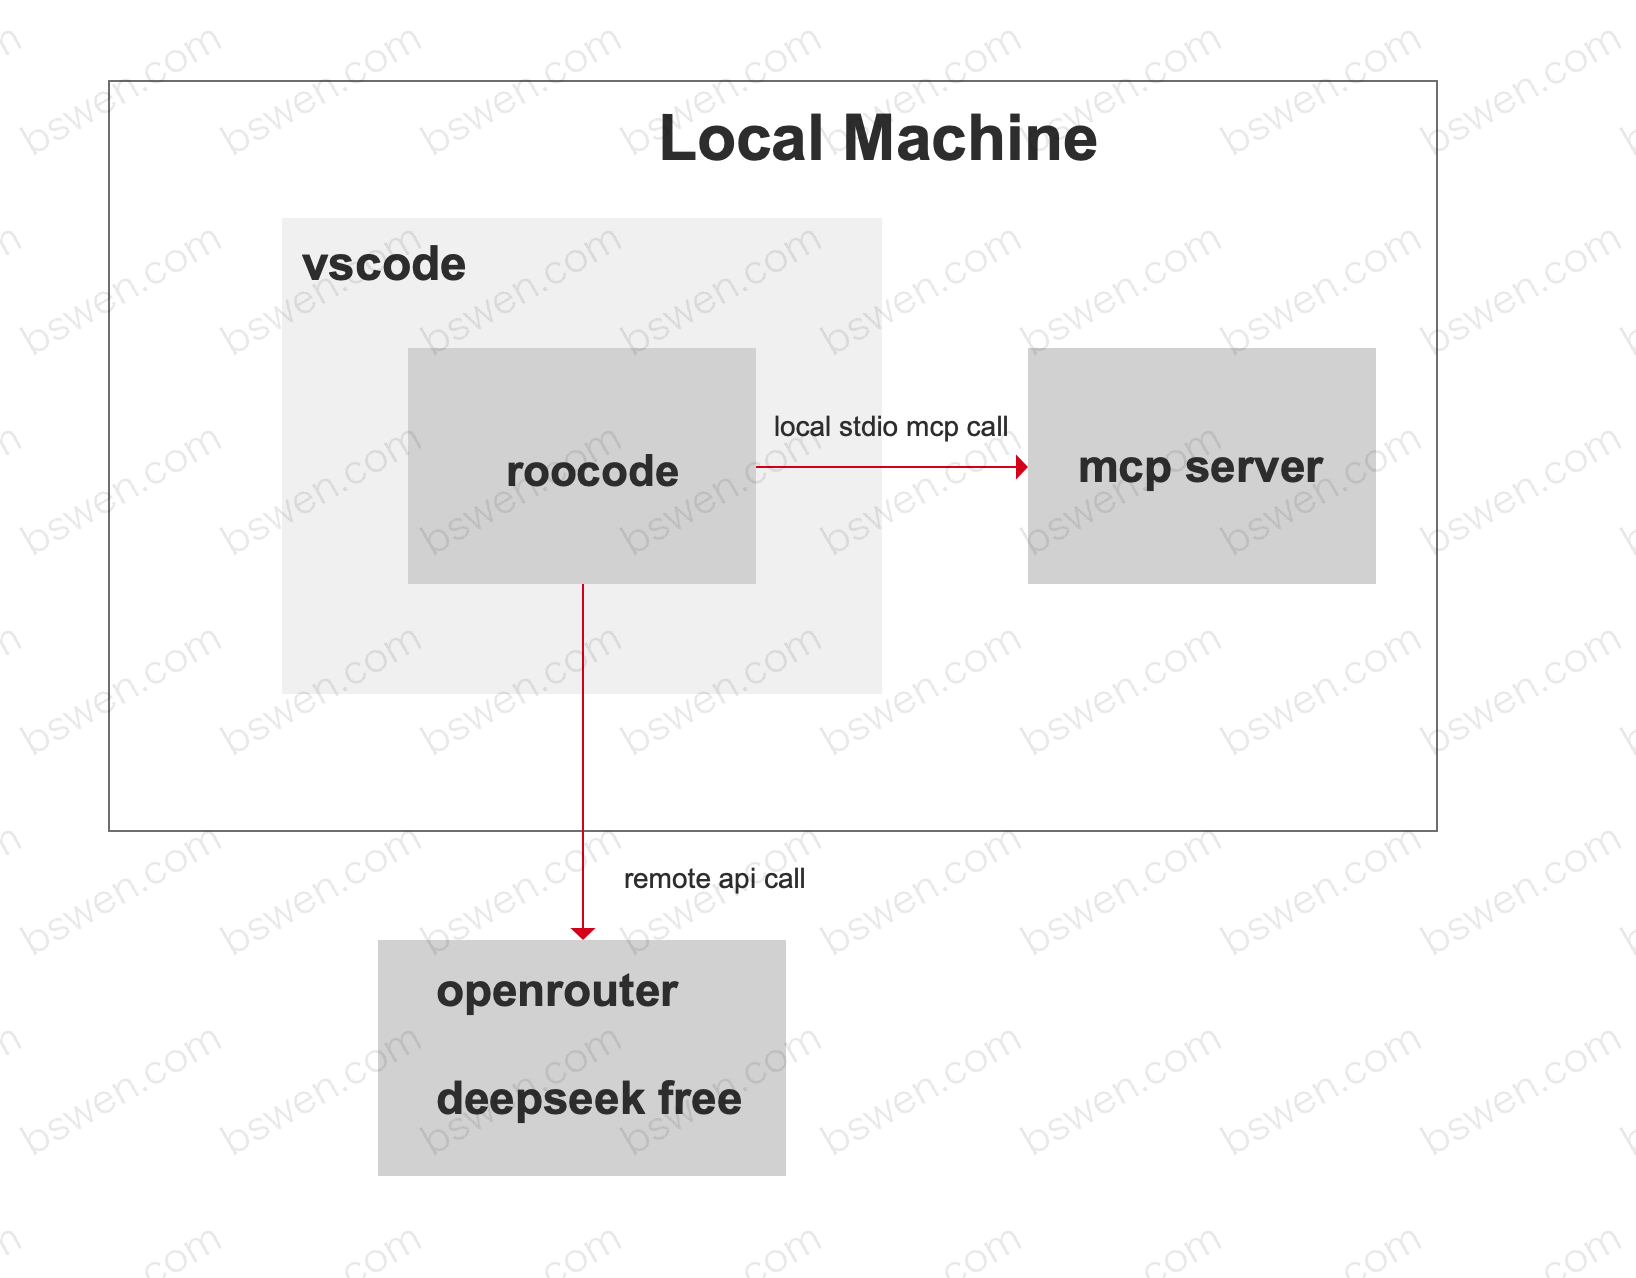 Local Machine
vscode
roocode
local stdio mcp call
mcp server
remote api call
openrouter
deepseek free
bswen.com